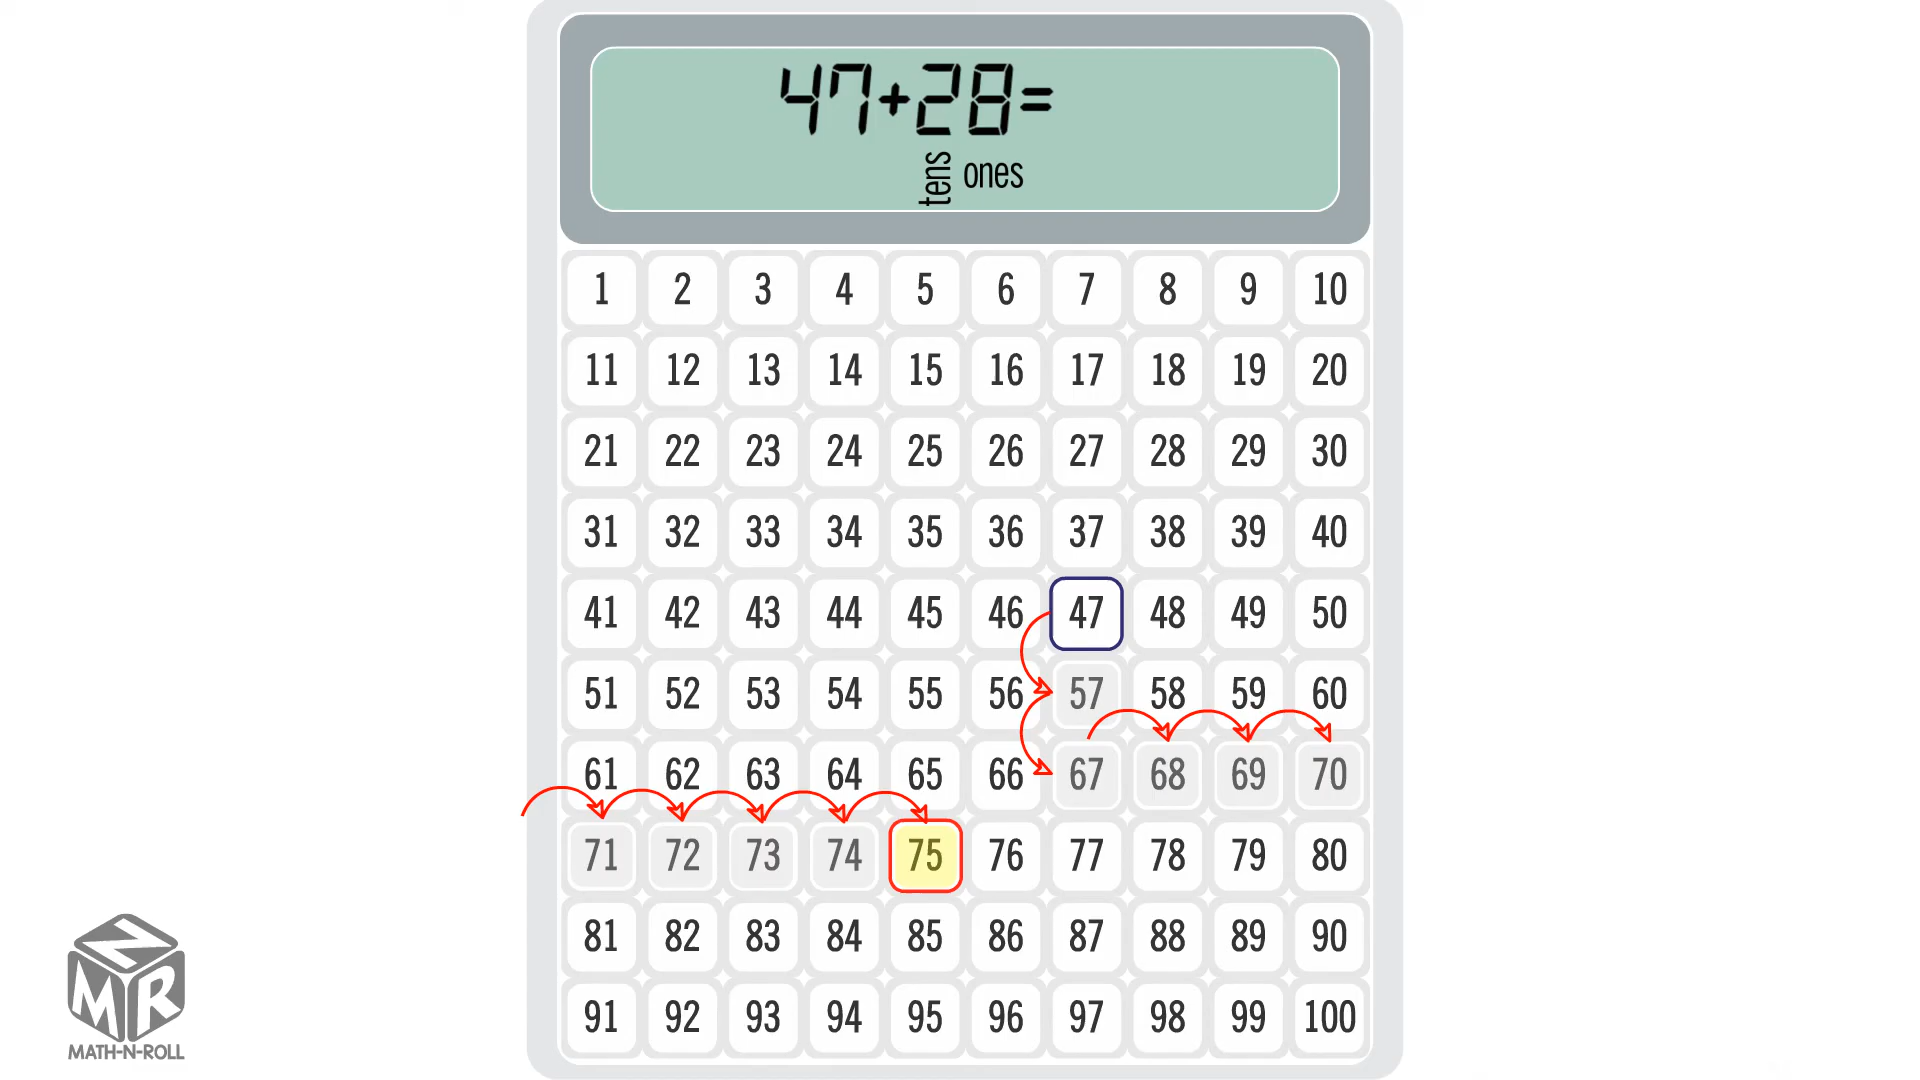 47+28=
tens ones
1 2 3 4 5 6 7 8 9 10
11 12 13 14 15 16 17 18 19 20
21 22 23 24 25 26 27 28 29 30
31 32 33 34 35 36 37 38 39 40
41 42 43 44 45 46 47 48 49 50
51 52 53 54 55 56 57 58 59 60
61 62 63 64 65 66 67 68 69 70
71 72 73 74 75 76 77 78 79 80
81 82 83 84 85 86 87 88 89 90
91 92 93 94 95 96 97 98 99 100
M N R
MATH-N-ROLL